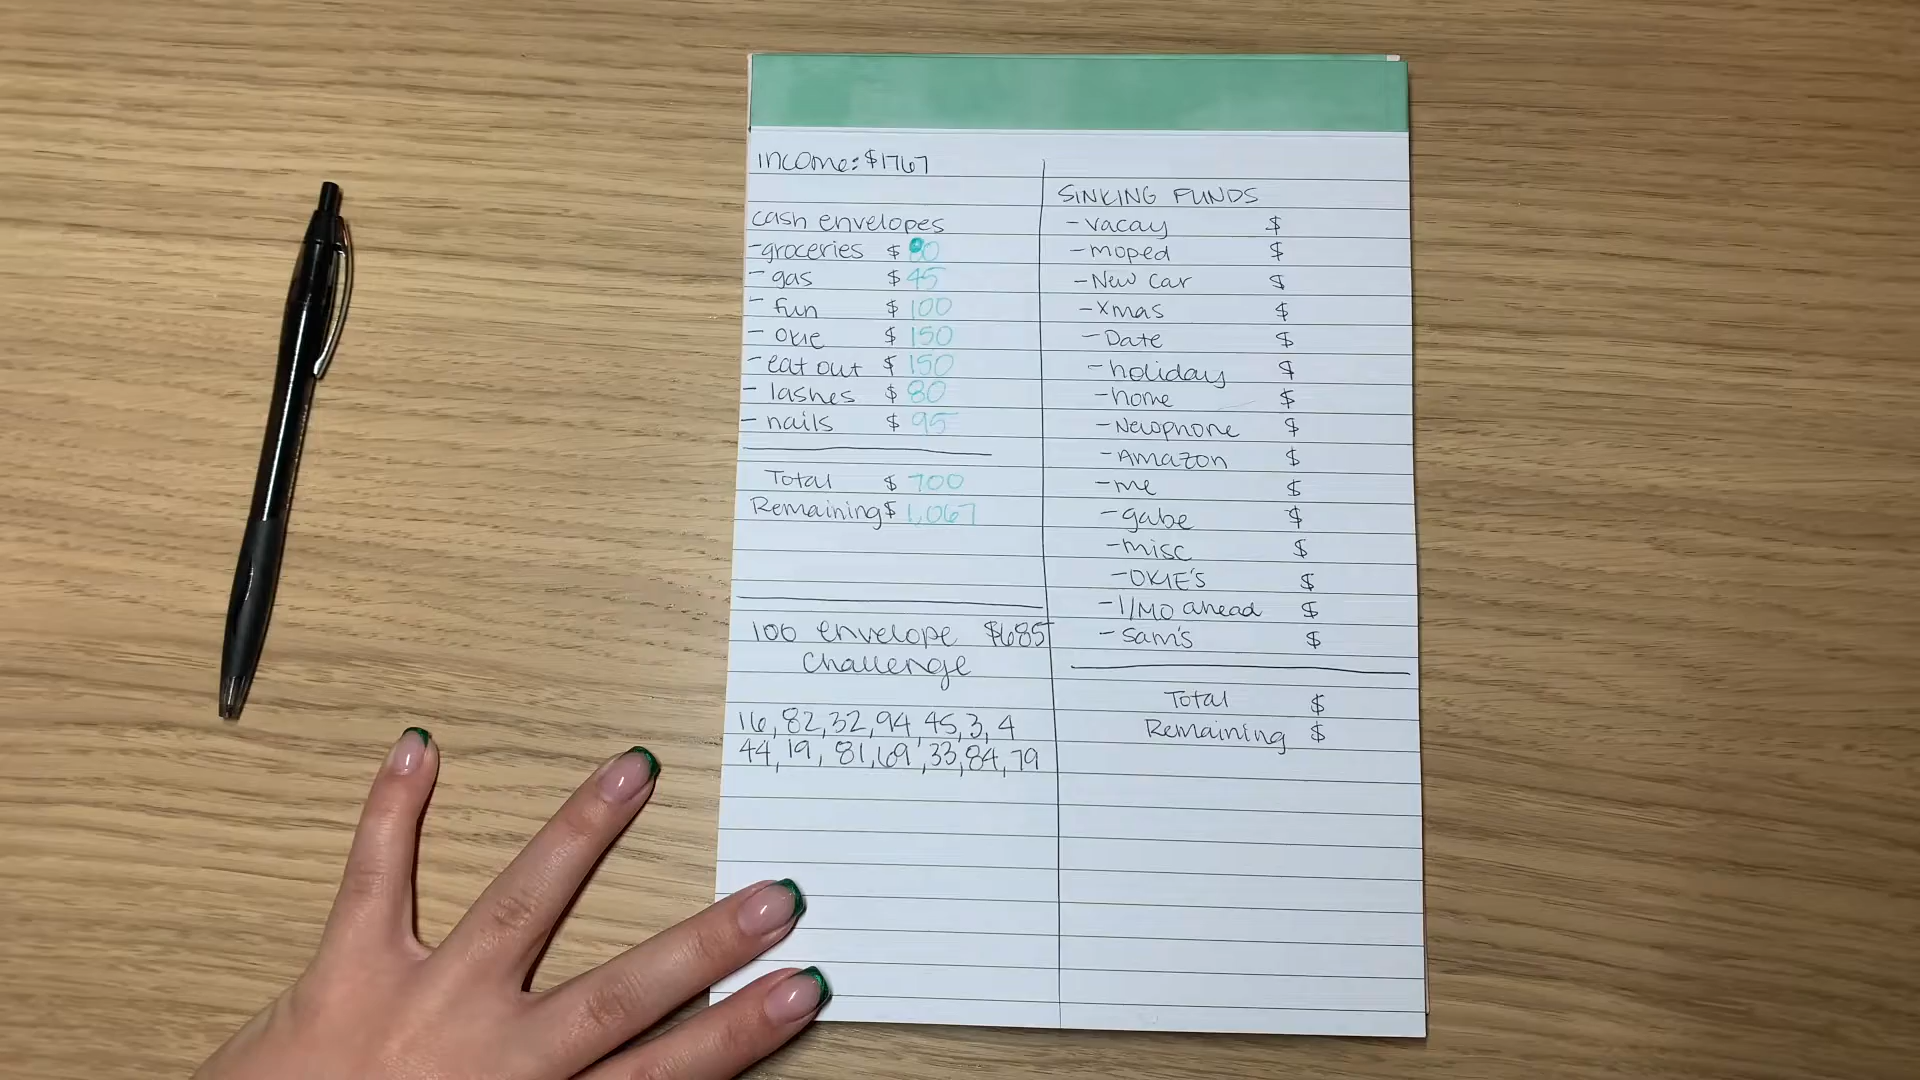 income: $1767
cash envelopes
-groceries $ 80
- gas $ 45
- fun $ 100
- okie $ 150
- eat out $ 150
- lashes $ 80
- nails $ 95
Total $ 700
Remaining $ 1,067
100 envelope $685
challenge
16, 82, 32, 94, 45, 3, 4
44, 19, 81, 69, 33, 84, 79
SINKING FUNDS
- vacay $
- moped $
- New Car $
- Xmas $
- Date $
- holiday $
- home $
- New phone $
- Amazon $
- me $
- gabe $
- misc $
- OKIE'S $
- 1/MO ahead $
- Sam's $
Total $
Remaining $